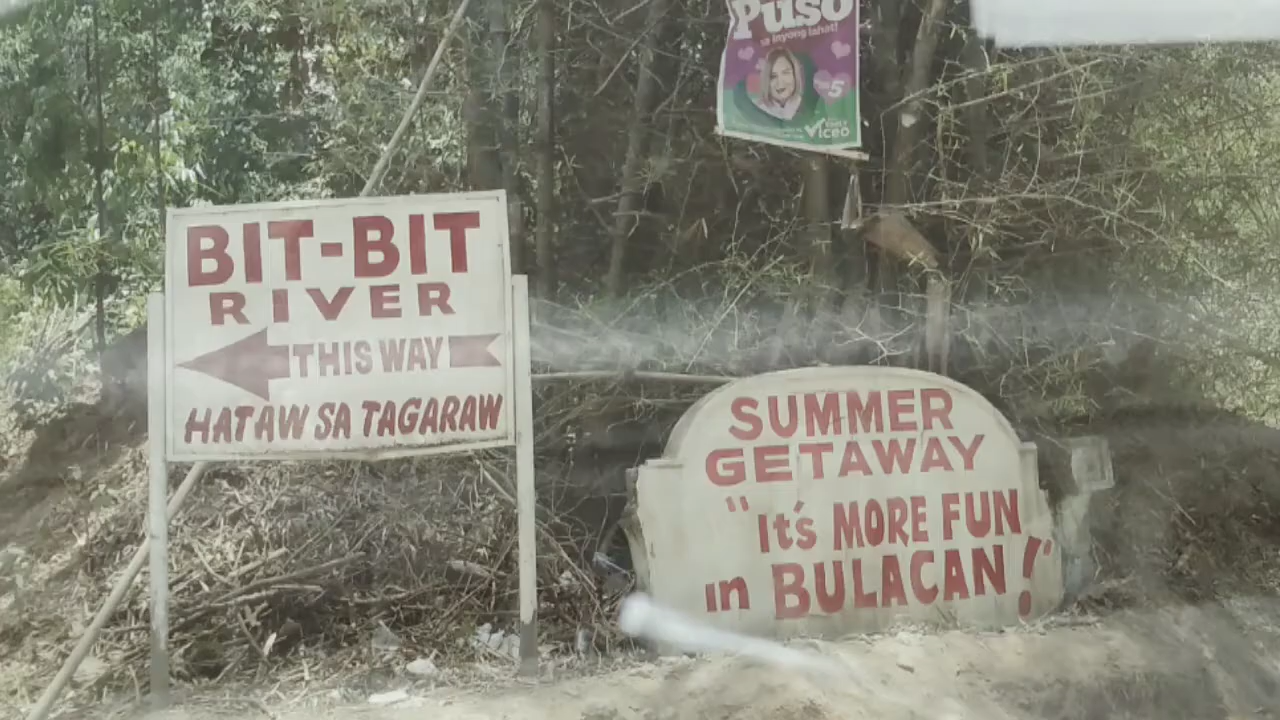 Puso
sa inyong lahat!
5
Viceo
BIT-BIT
RIVER
THIS WAY
HATAW SA TAGARAW
SUMMER
GETAWAY
"It's MORE FUN
in BULACAN!"